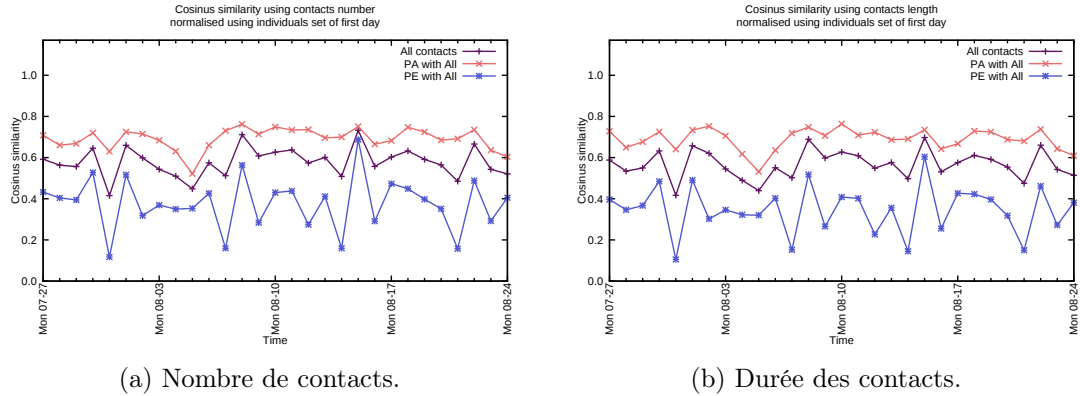 Cosinus similarity using contacts number
normalised using individuals set of first day
All contacts
PA with All
PE with All
Cosinus similarity
1.0
0.8
0.6
0.4
0.2
0.0
Mon 07-27
Mon 08-03
Mon 08-10
Mon 08-17
Mon 08-24
Time
(a) Nombre de contacts.
Cosinus similarity using contacts length
normalised using individuals set of first day
All contacts
PA with All
PE with All
Cosinus similarity
1.0
0.8
0.6
0.4
0.2
0.0
Mon 07-27
Mon 08-03
Mon 08-10
Mon 08-17
Mon 08-24
Time
(b) Durée des contacts.